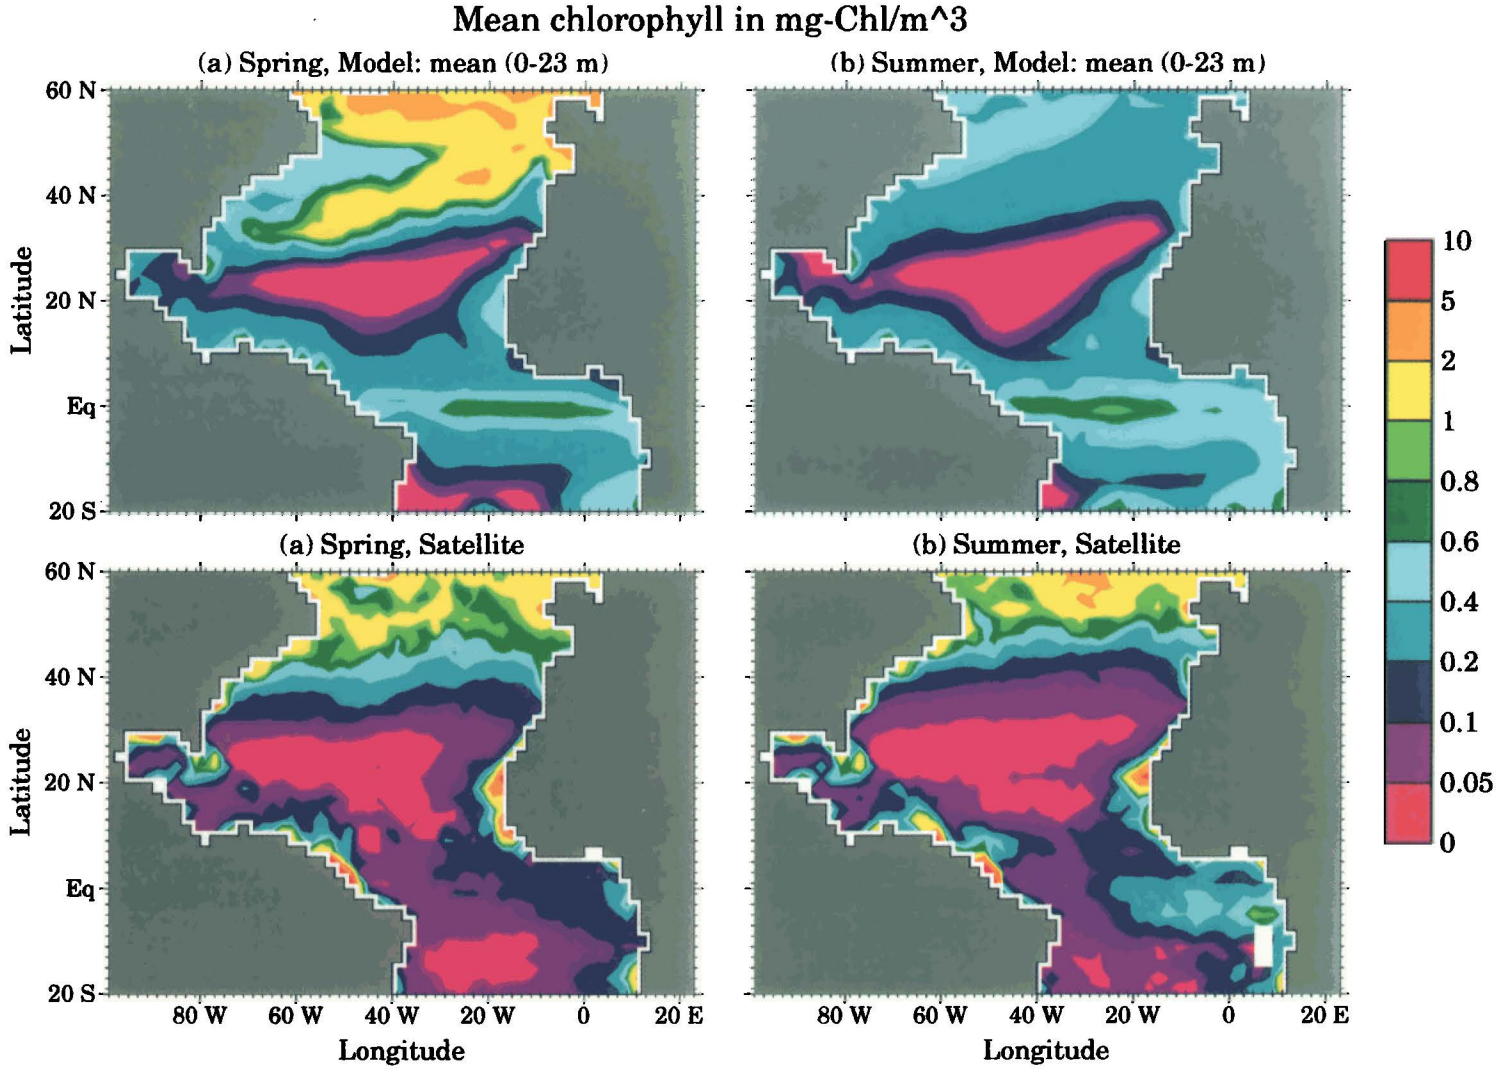 Mean chlorophyll in mg-Chl/m^3
(a) Spring, Model: mean (0-23 m)
(b) Summer, Model: mean (0-23 m)
60 N
40 N
20 N
Eq
20 S
Latitude
10
5
2
1
0.8
0.6
0.4
0.2
0.1
0.05
0
(a) Spring, Satellite
(b) Summer, Satellite
60 N
40 N
20 N
Eq
20 S
Latitude
80 W 60 W 40 W 20 W 0 20 E
80 W 60 W 40 W 20 W 0 20 E
Longitude
Longitude